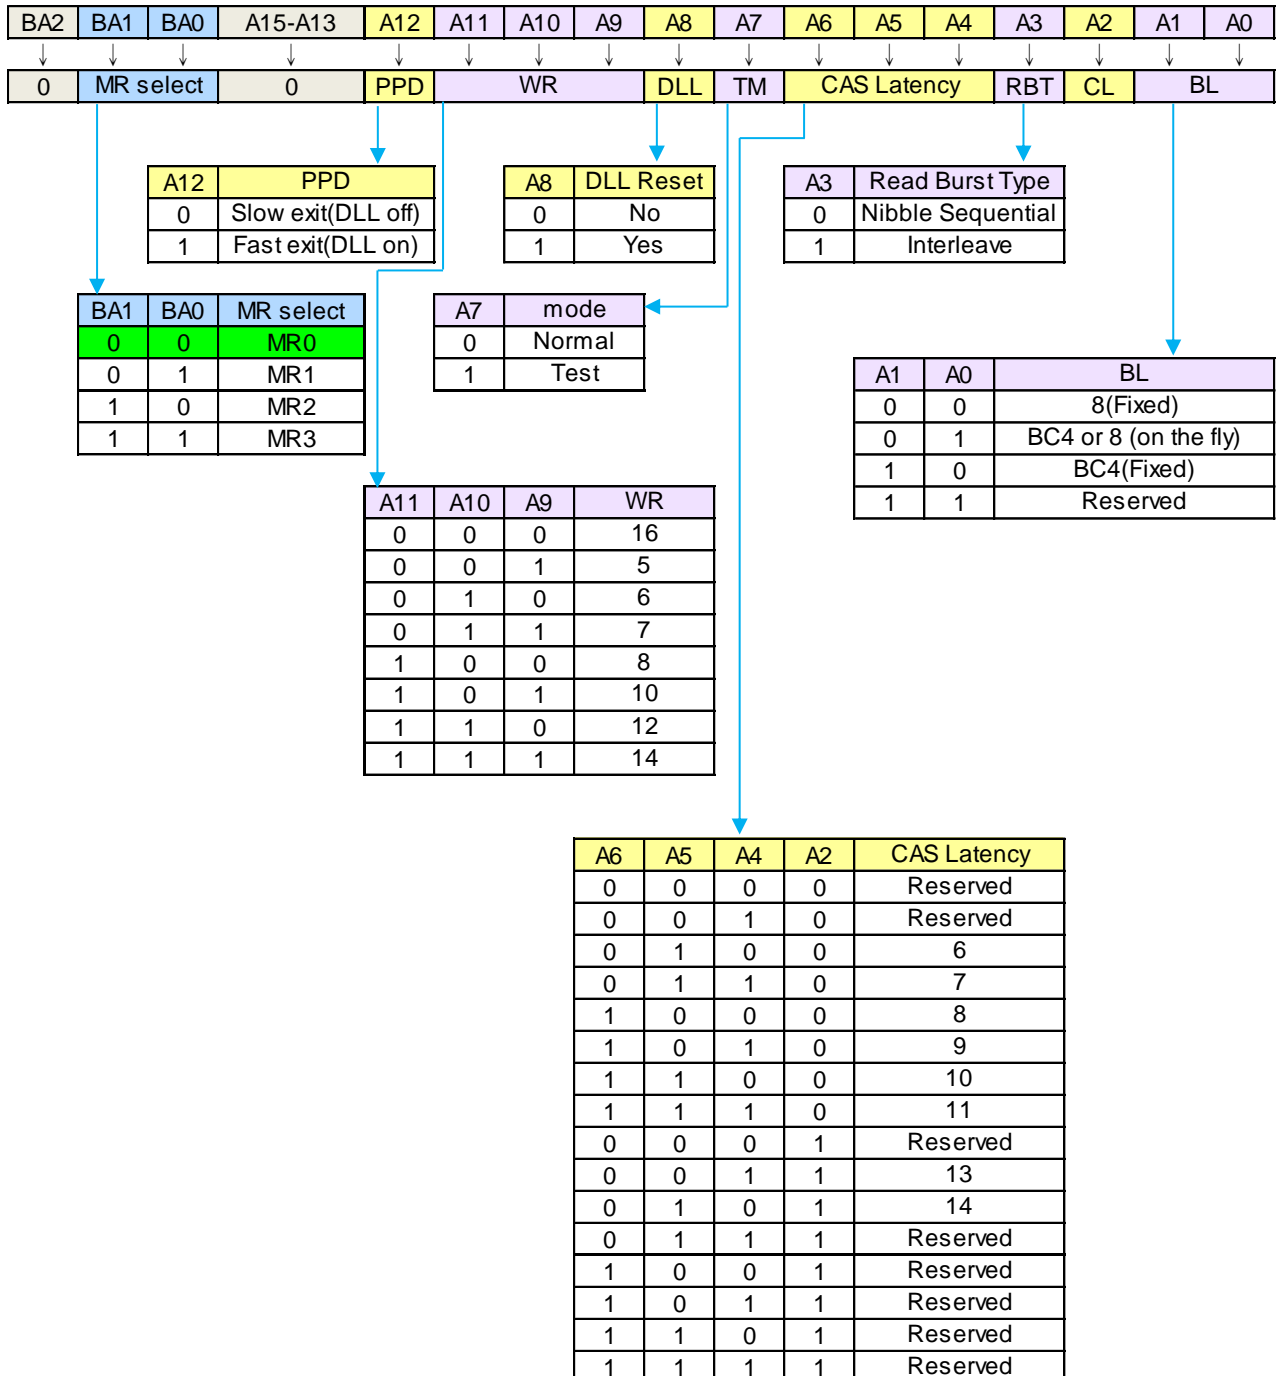 BA2 BA1 BA0 A15-A13 A12 A11 A10 A9 A8 A7 A6 A5 A4 A3 A2 A1 A0
0 MR select 0 PPD WR DLL TM CAS Latency RBT CL BL
A12 PPD
0 Slow exit(DLL off)
1 Fast exit(DLL on)
A8 DLL Reset
0 No
1 Yes
A3 Read Burst Type
0 Nibble Sequential
1 Interleave
BA1 BA0 MR select
0 0 MR0
0 1 MR1
1 0 MR2
1 1 MR3
A7 mode
0 Normal
1 Test
A1 A0 BL
0 0 8(Fixed)
0 1 BC4 or 8 (on the fly)
1 0 BC4(Fixed)
1 1 Reserved
A11 A10 A9 WR
0 0 0 16
0 0 1 5
0 1 0 6
0 1 1 7
1 0 0 8
1 0 1 10
1 1 0 12
1 1 1 14
A6 A5 A4 A2 CAS Latency
0 0 0 0 Reserved
0 0 1 0 Reserved
0 1 0 0 6
0 1 1 0 7
1 0 0 0 8
1 0 1 0 9
1 1 0 0 10
1 1 1 0 11
0 0 0 1 Reserved
0 0 1 1 13
0 1 0 1 14
0 1 1 1 Reserved
1 0 0 1 Reserved
1 0 1 1 Reserved
1 1 0 1 Reserved
1 1 1 1 Reserved